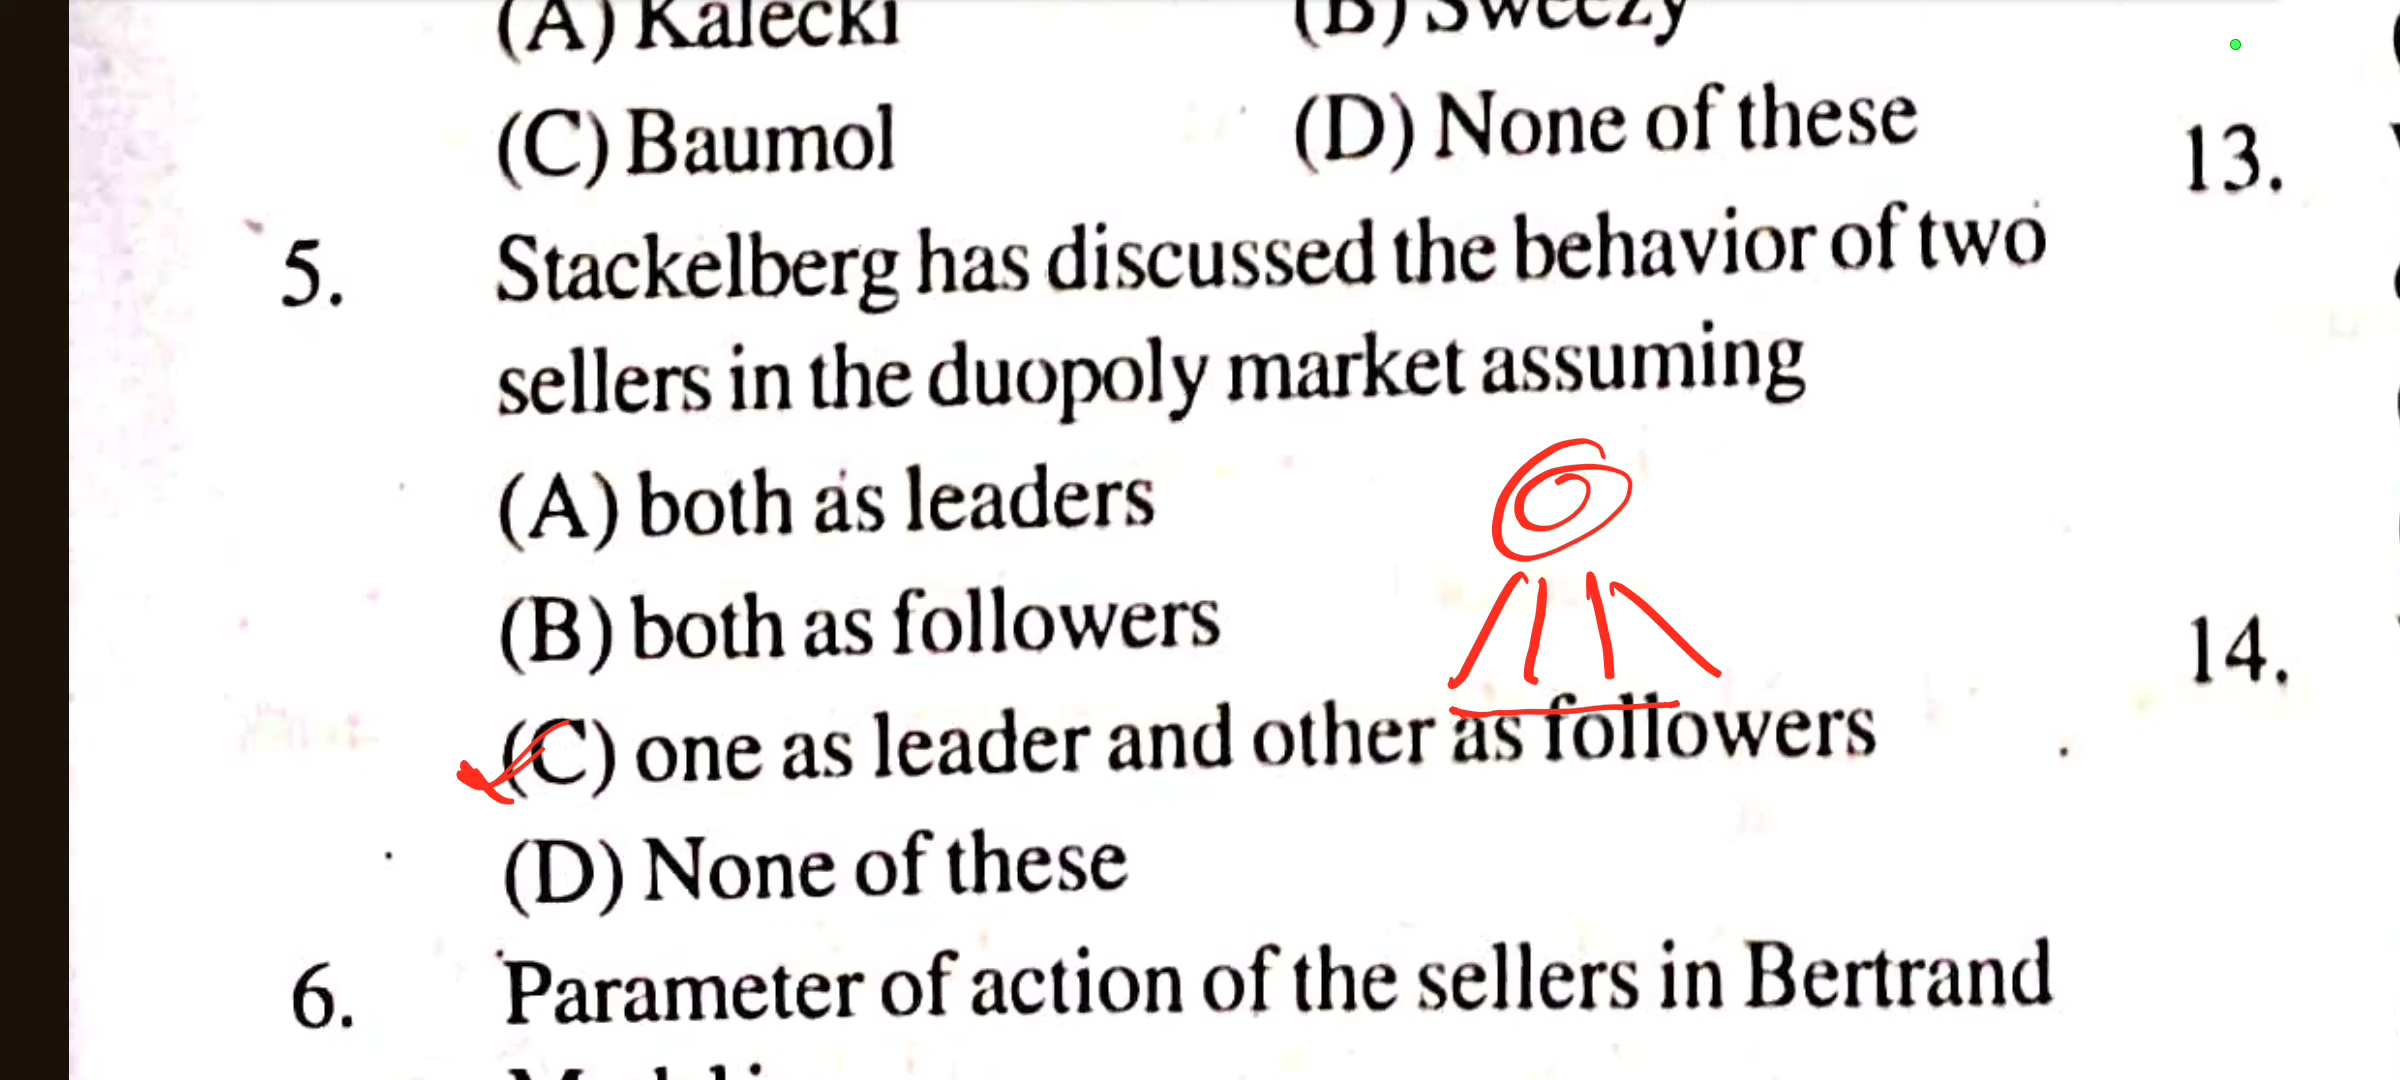 (A) Kalecki (B) Sweezy
(C) Baumol (D) None of these
13.
5. Stackelberg has discussed the behavior of two
sellers in the duopoly market assuming
(A) both as leaders
(B) both as followers
14.
(C) one as leader and other as followers
(D) None of these
6. Parameter of action of the sellers in Bertrand